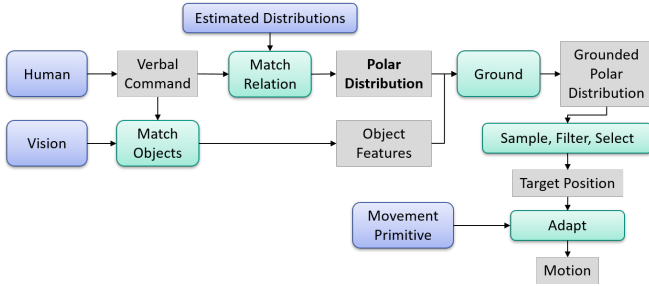 Estimated Distributions
Human
Verbal
Command
Match
Relation
Polar
Distribution
Ground
Grounded
Polar
Distribution
Vision
Match
Objects
Object
Features
Sample, Filter, Select
Target Position
Movement
Primitive
Adapt
Motion